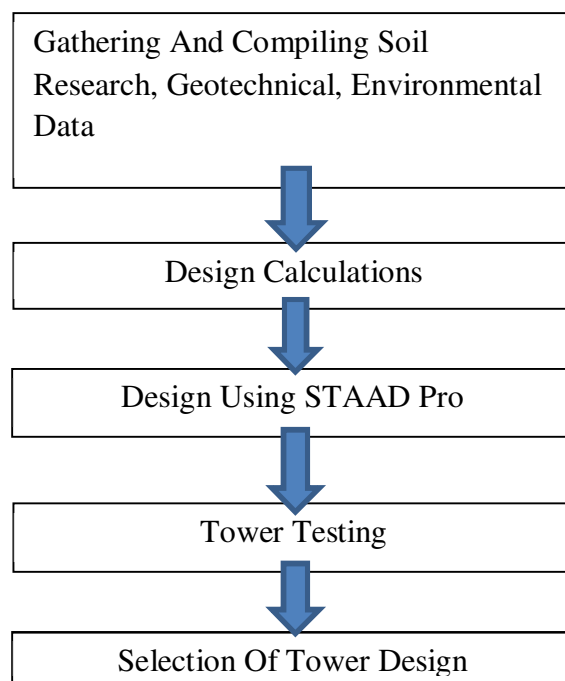 Gathering And Compiling Soil
Research, Geotechnical, Environmental
Data
Design Calculations
Design Using STAAD Pro
Tower Testing
Selection Of Tower Design